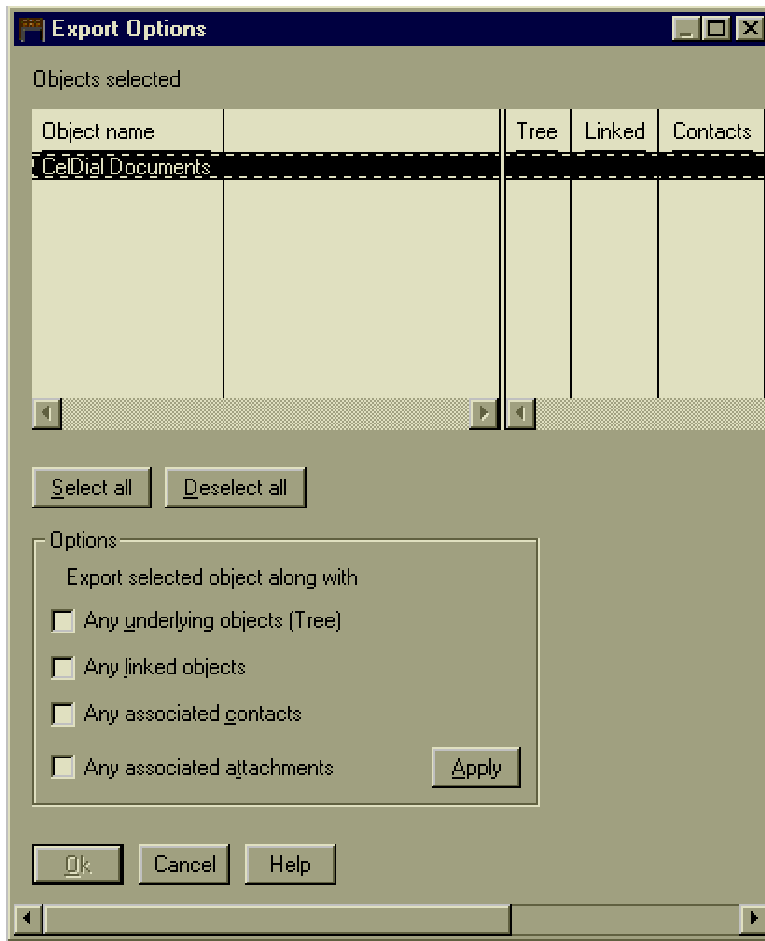 Export Options
Objects selected
Object name Tree Linked Contacts
CelDial Documents
Select all Deselect all
Options
Export selected object along with
Any underlying objects (Tree)
Any linked objects
Any associated contacts
Any associated attachments Apply
Ok Cancel Help